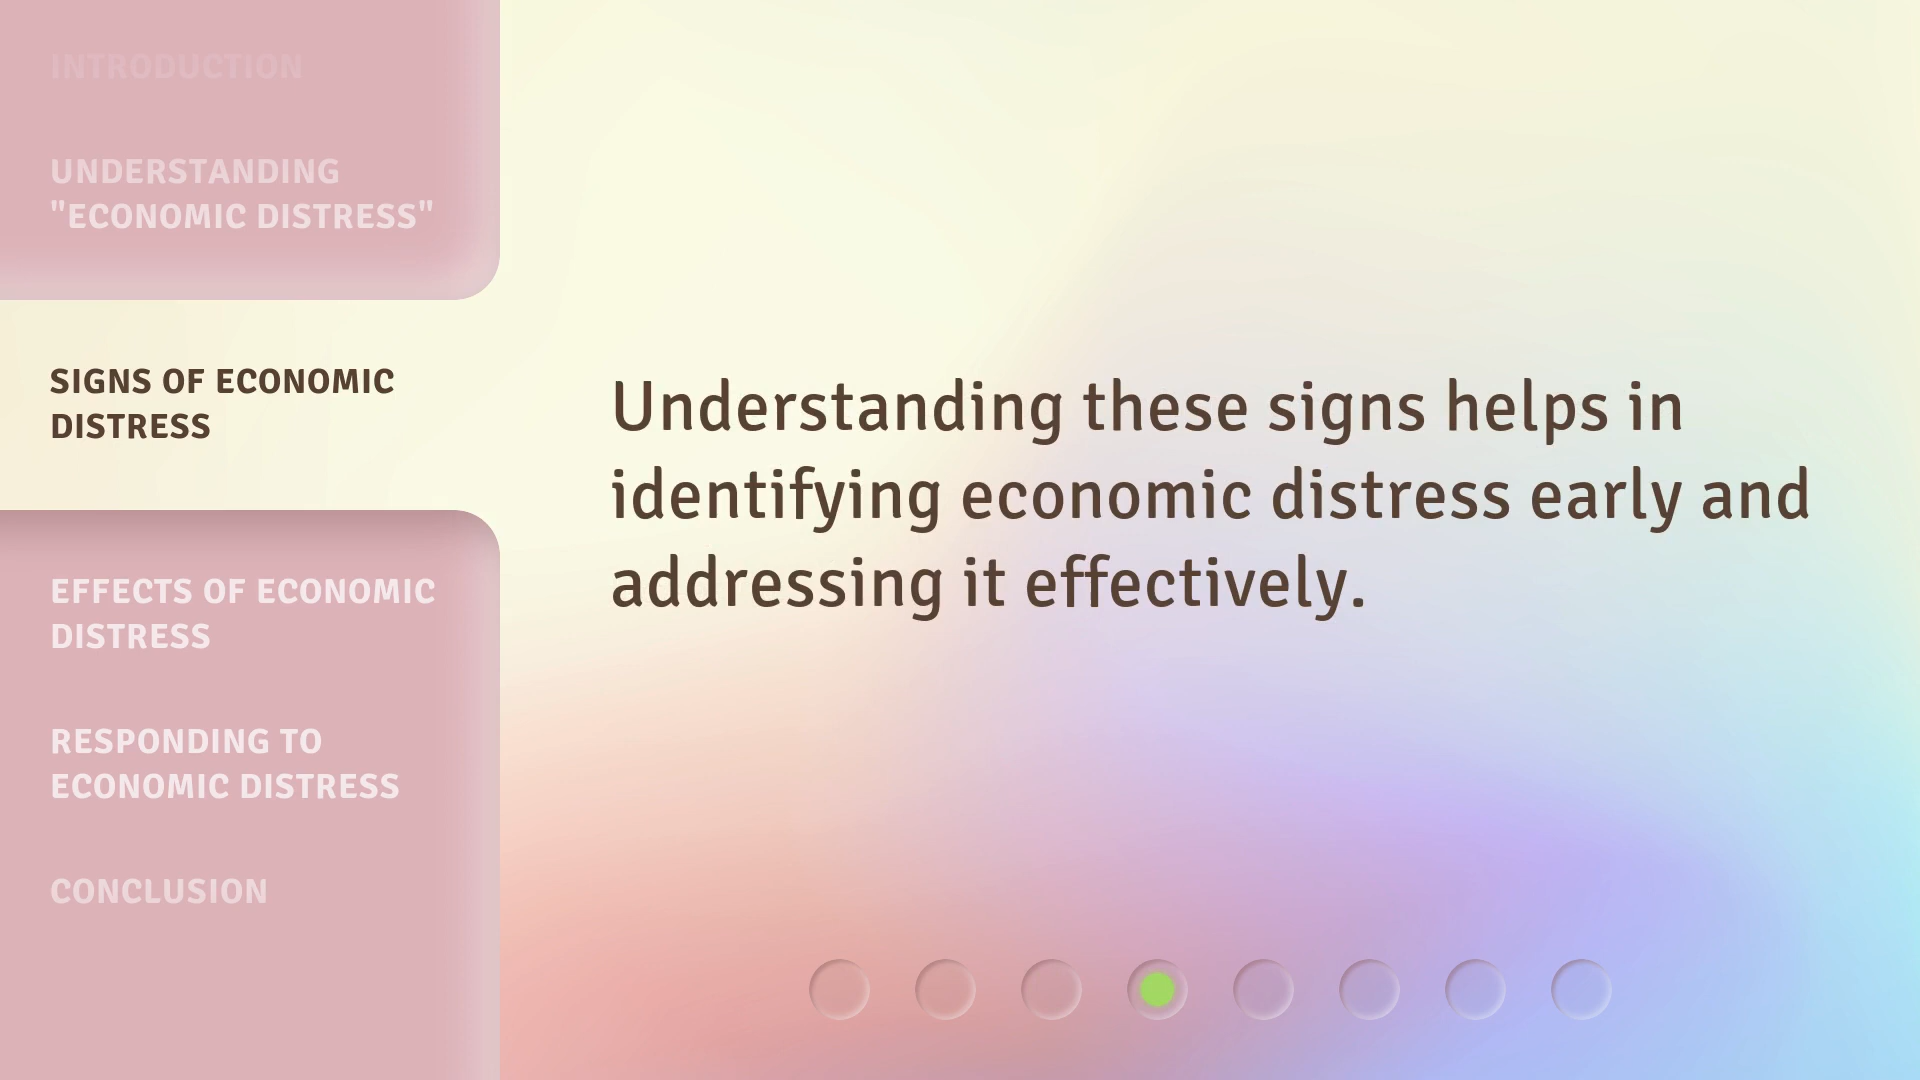 INTRODUCTION
UNDERSTANDING
"ECONOMIC DISTRESS"
SIGNS OF ECONOMIC
DISTRESS
EFFECTS OF ECONOMIC
DISTRESS
RESPONDING TO
ECONOMIC DISTRESS
CONCLUSION
Understanding these signs helps in
identifying economic distress early and
addressing it effectively.